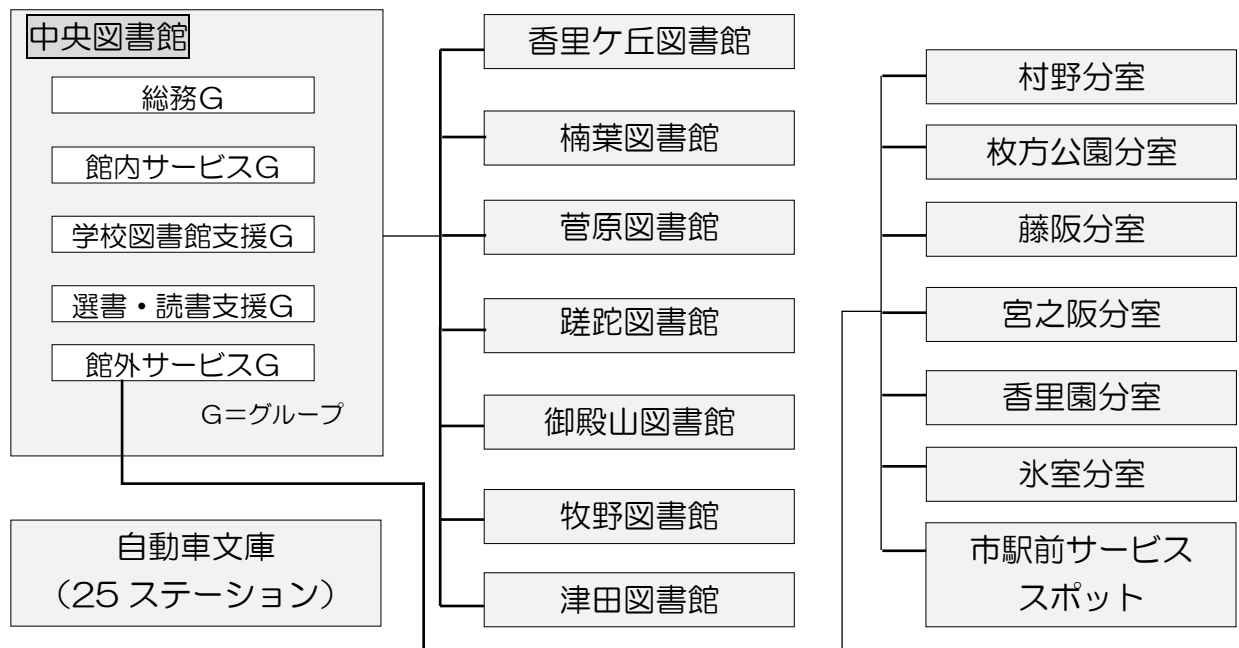 中央図書館
総務G
館内サービスG
学校図書館支援G
選書・読書支援G
館外サービスG
G＝グループ
自動車文庫
（25 ステーション）
香里ケ丘図書館
楠葉図書館
菅原図書館
蹉跎図書館
御殿山図書館
牧野図書館
津田図書館
村野分室
枚方公園分室
藤阪分室
宮之阪分室
香里園分室
氷室分室
市駅前サービス
スポット